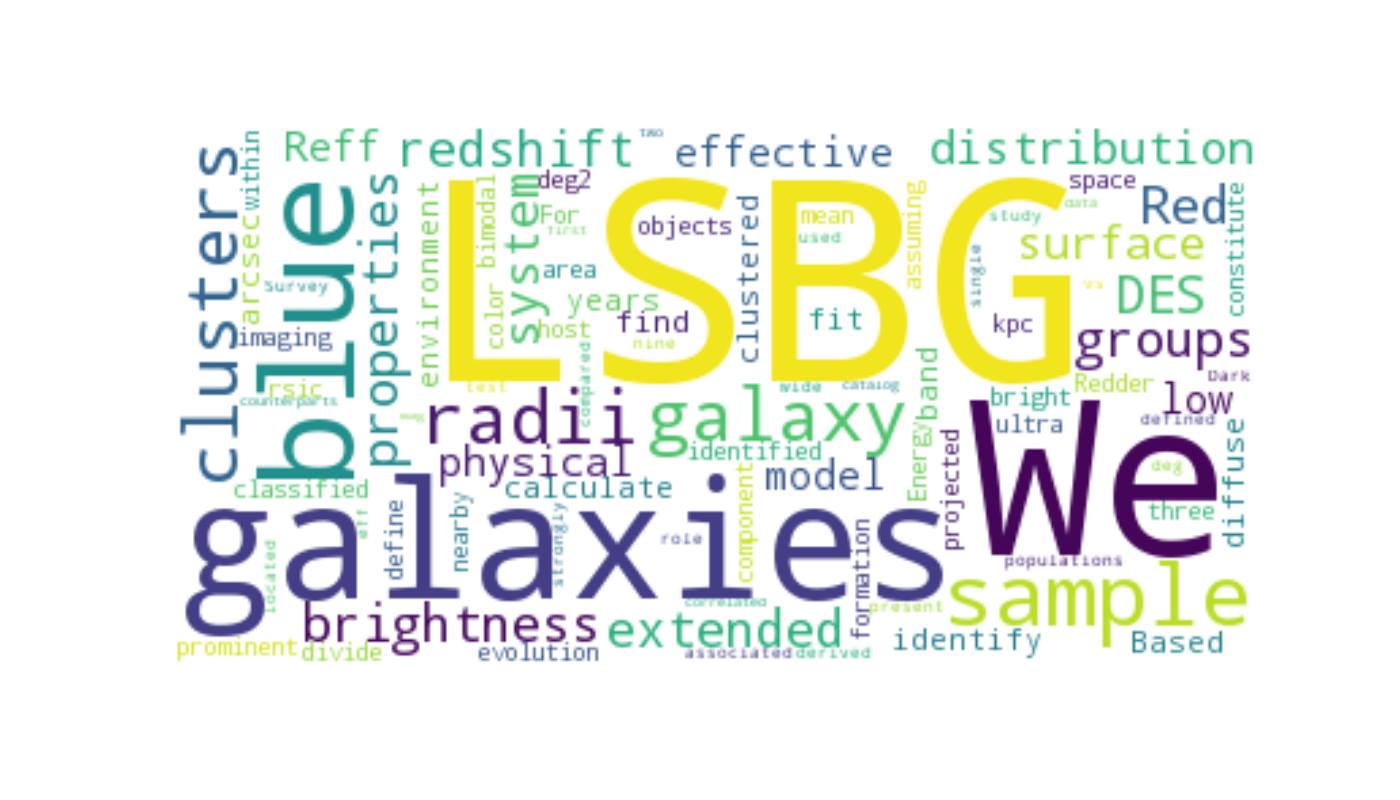 clusters
within
Reff
redshift
two
effective
distribution
blue
properties
arcsec
environment
bimodal
color
system
deg2
For
first
objects
area
years
host
find
nine
LSBG
clustered
mean
used
fit
assuming
study
single
kpc
space
data
Red
surface
constitute
vs
DES
groups
Survey
imaging
rsic
counterparts
test
compared
wide
catalog
bright
Redder
Dark
low
radii
galaxy
band
Energy
ultra
defined
We
physical
identified
model
classified
eff
calculate
component
projected
deg
three
diffuse
galaxies
located
define
nearby
strongly
role
formation
populations
sample
correlated
present
brightness
extended
identify
Based
prominent
divide
evolution
associated
derived